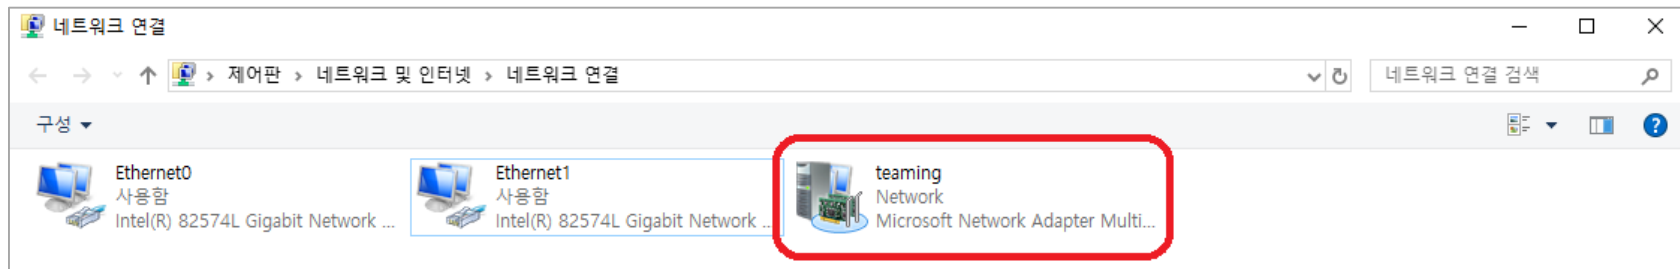 네트워크 연결
제어판 › 네트워크 및 인터넷 › 네트워크 연결
네트워크 연결 검색
구성
Ethernet0
사용함
Intel(R) 82574L Gigabit Network ...
Ethernet1
사용함
Intel(R) 82574L Gigabit Network ...
teaming
Network
Microsoft Network Adapter Multi...